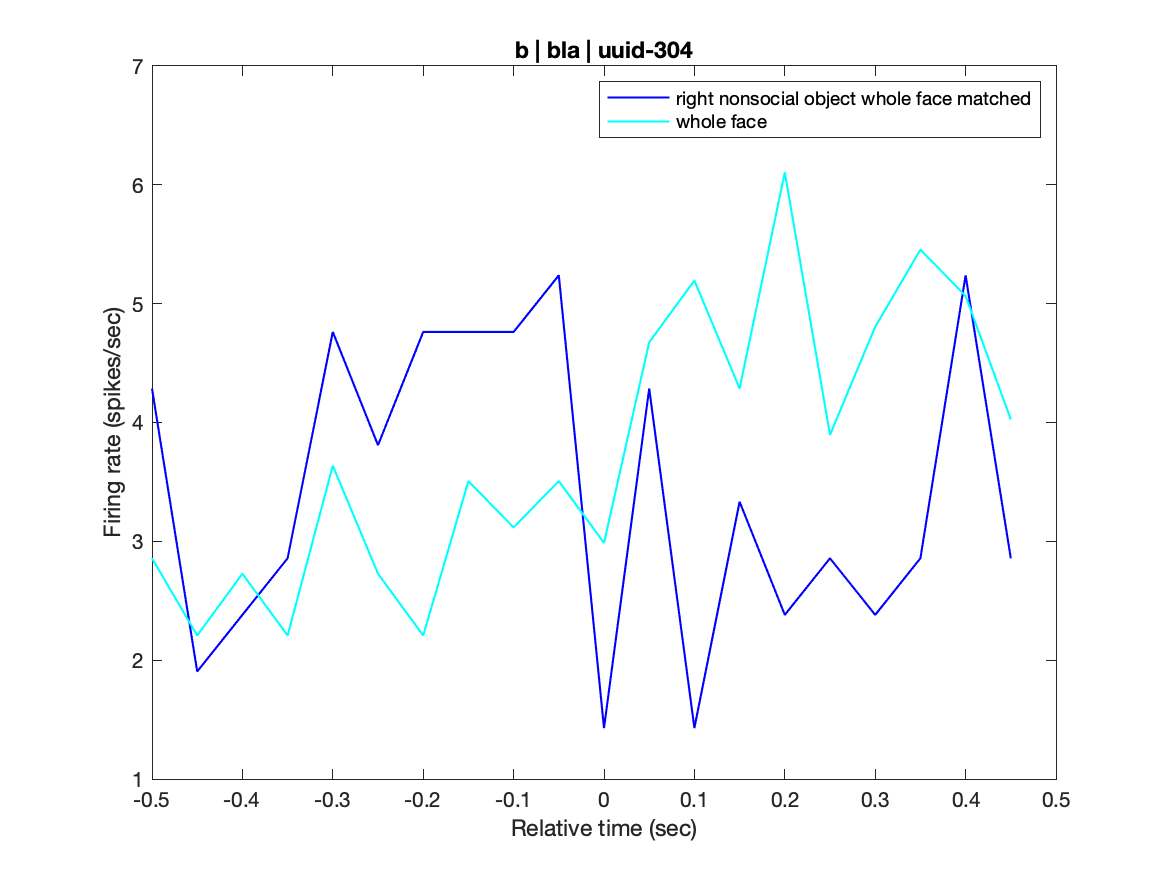 b | bla | uuid-304
right nonsocial object whole face matched
whole face
Firing rate (spikes/sec)
7
6
5
4
3
2
1
-0.5 -0.4 -0.3 -0.2 -0.1 0 0.1 0.2 0.3 0.4 0.5
Relative time (sec)